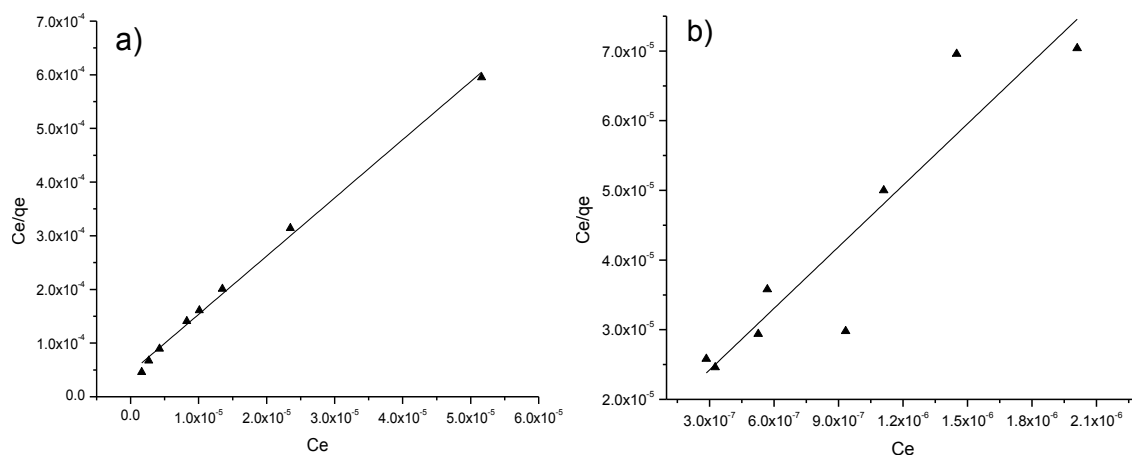 a)
Ce/qe
7.0x10⁻⁴
6.0x10⁻⁴
5.0x10⁻⁴
4.0x10⁻⁴
3.0x10⁻⁴
2.0x10⁻⁴
1.0x10⁻⁴
0.0
0.0 1.0x10⁻⁵ 2.0x10⁻⁵ 3.0x10⁻⁵ 4.0x10⁻⁵ 5.0x10⁻⁵ 6.0x10⁻⁵
Ce
b)
Ce/qe
7.0x10⁻⁵
6.0x10⁻⁵
5.0x10⁻⁵
4.0x10⁻⁵
3.0x10⁻⁵
2.0x10⁻⁵
3.0x10⁻⁷ 6.0x10⁻⁷ 9.0x10⁻⁷ 1.2x10⁻⁶ 1.5x10⁻⁶ 1.8x10⁻⁶ 2.1x10⁻⁶
Ce